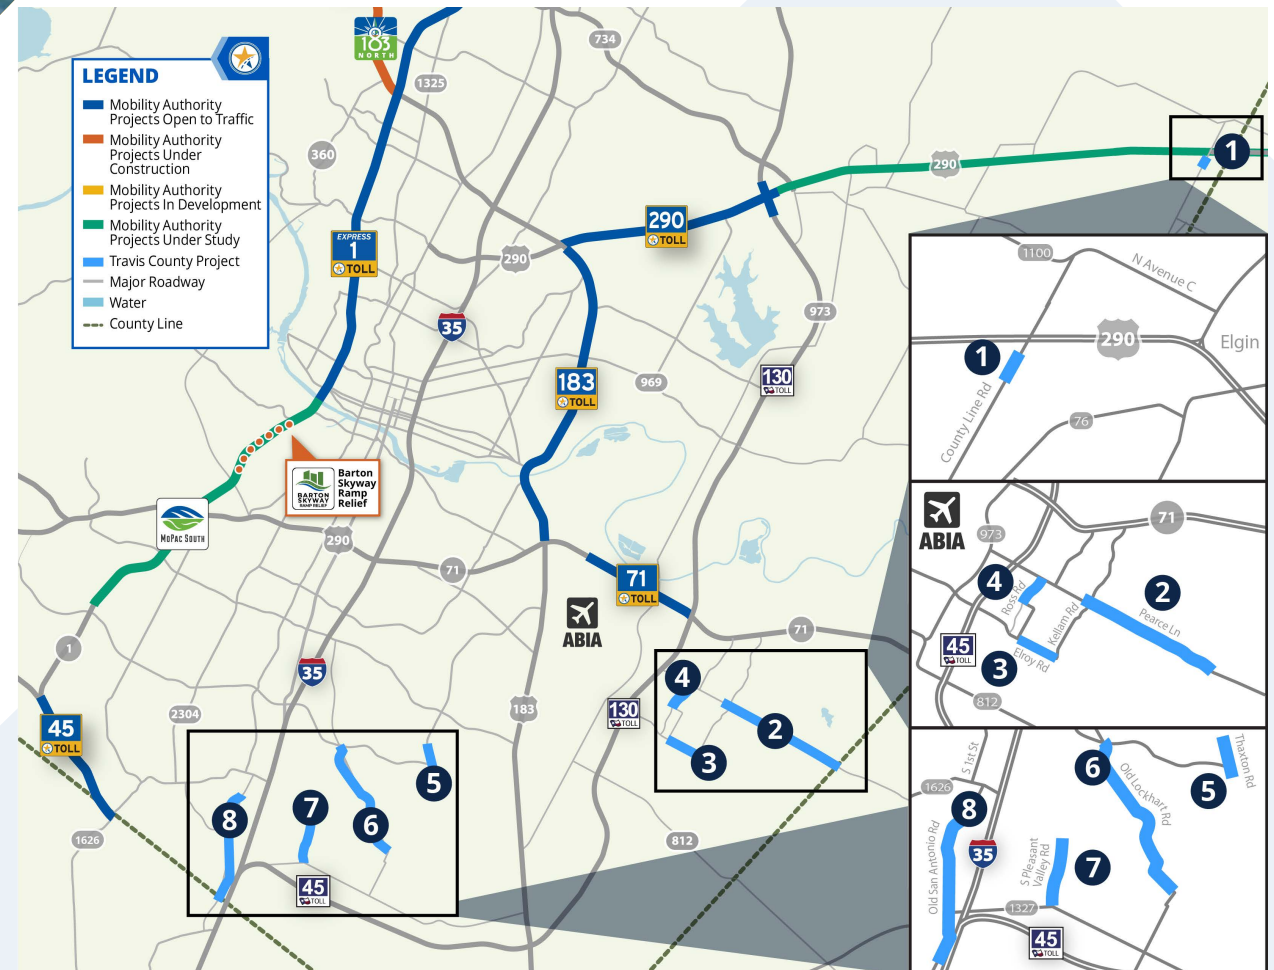 LEGEND
Mobility Authority
Projects Open to Traffic
Mobility Authority
Projects Under
Construction
Mobility Authority
Projects In Development
Mobility Authority
Projects Under Study
Travis County Project
Major Roadway
Water
County Line
183
NORTH
1325
734
360
EXPRESS
1
TOLL
290
290
TOLL
290
1
35
973
183
TOLL
969
130
TOLL
BARTON
SKYWAY
RAMP RELIEF
Barton
Skyway
Ramp
Relief
MoPac South
290
71
71
TOLL
ABIA
71
1
35
2304
45
TOLL
183
130
TOLL
4
2
3
5
7
8
6
1626
45
TOLL
812
1100
N Avenue C
290
Elgin
1
County Line Rd
76
ABIA
973
71
4
Ross Rd
2
Kellam Rd
Pearce Ln
45
TOLL
3
Elroy Rd
812
S 1st St
6
Old Lockhart Rd
Thaxton Rd
5
1626
8
Old San Antonio Rd
35
S Pleasant
Valley Rd
7
1327
45
TOLL